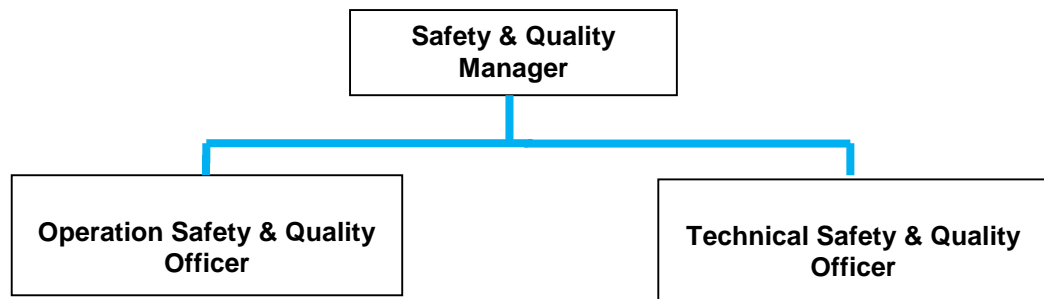 Safety & Quality
Manager
Operation Safety & Quality
Officer
Technical Safety & Quality
Officer